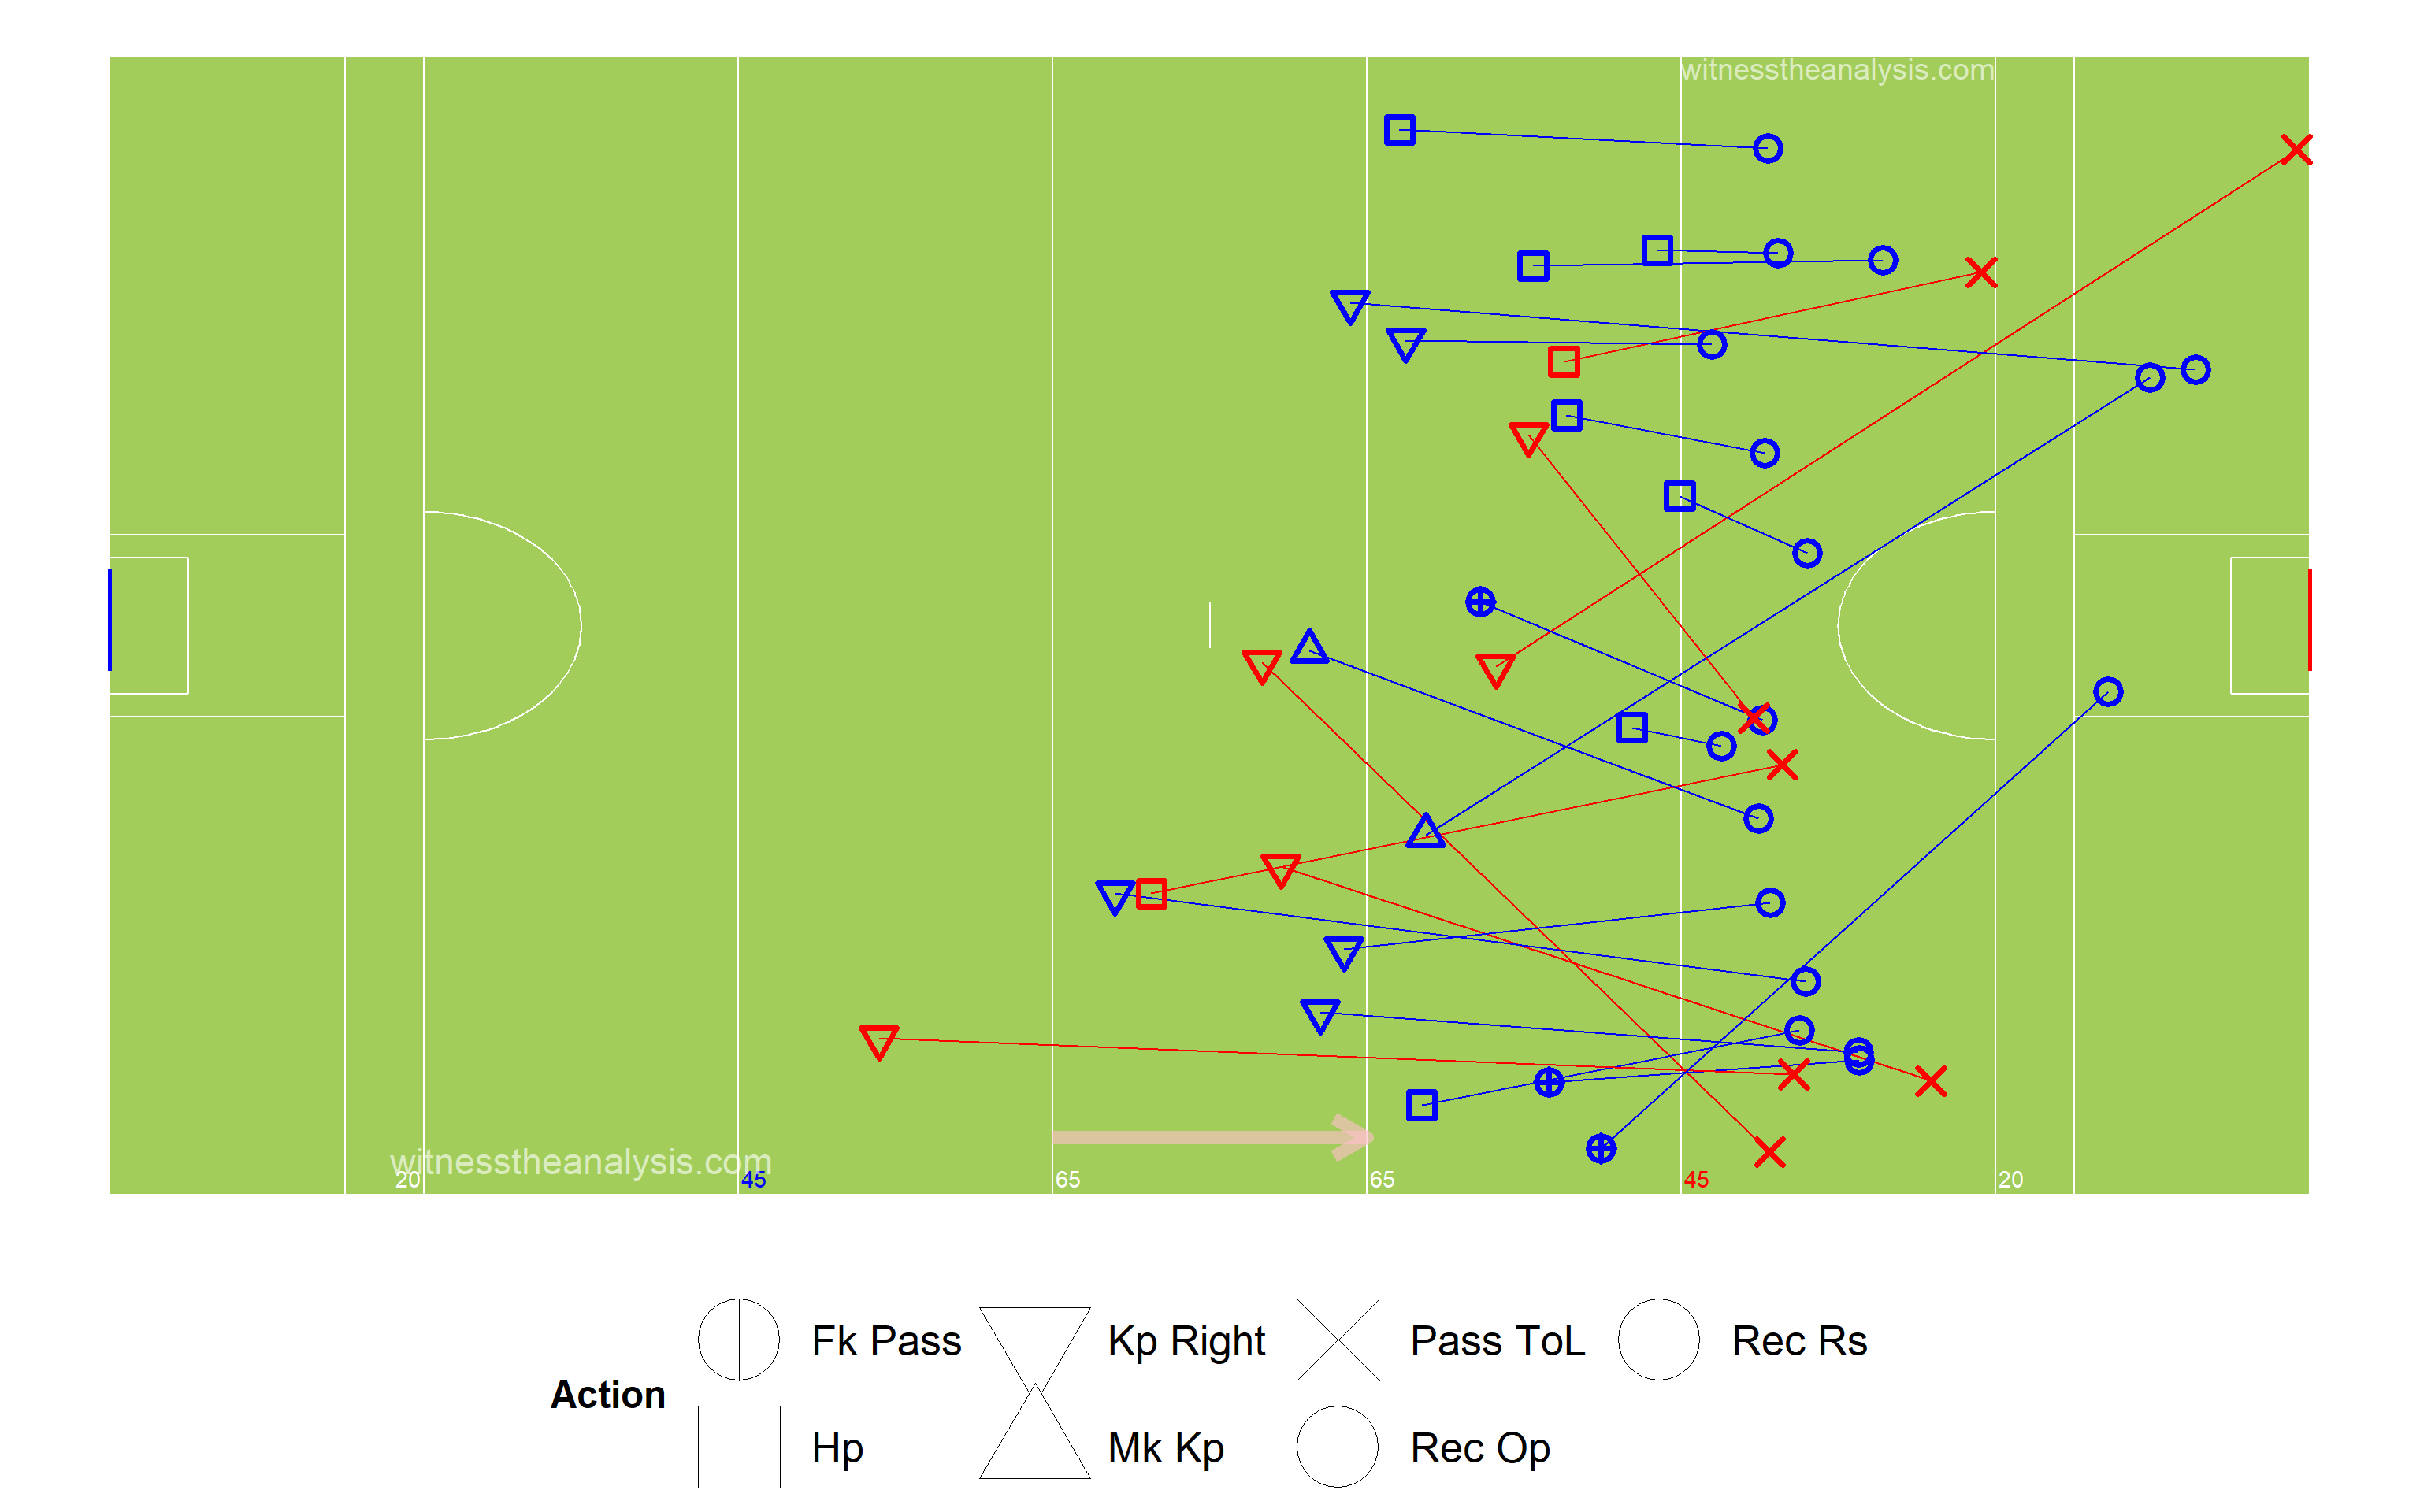 witnesstheanalysis.com
witnesstheanalysis.com
20
45
65
65
45
20
Action
Fk Pass
Kp Right
Pass ToL
Rec Rs
Hp
Mk Kp
Rec Op